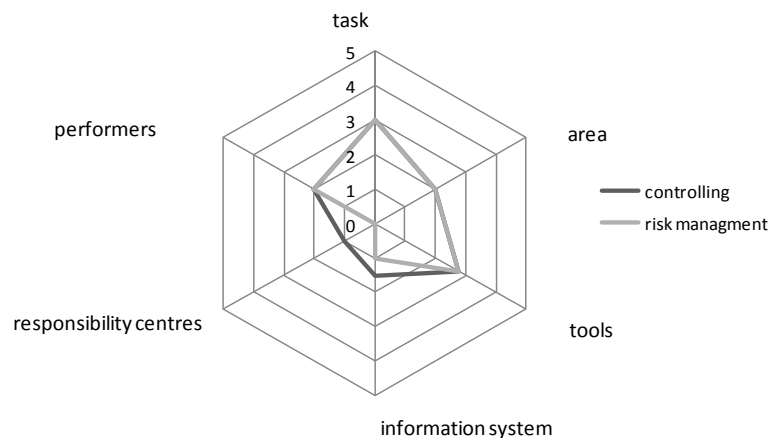 task
5
4
3
2
1
0
performers
area
controlling
risk managment
responsibility centres
tools
information system